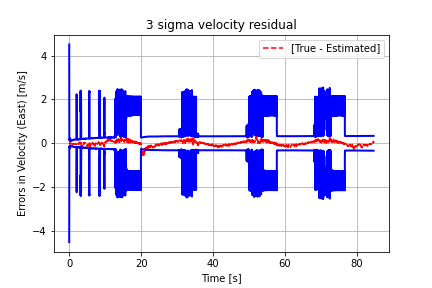 3 sigma velocity residual
[True - Estimated]
Errors in Velocity (East) [m/s]
4
2
0
−2
−4
0
20
40
60
80
Time [s]